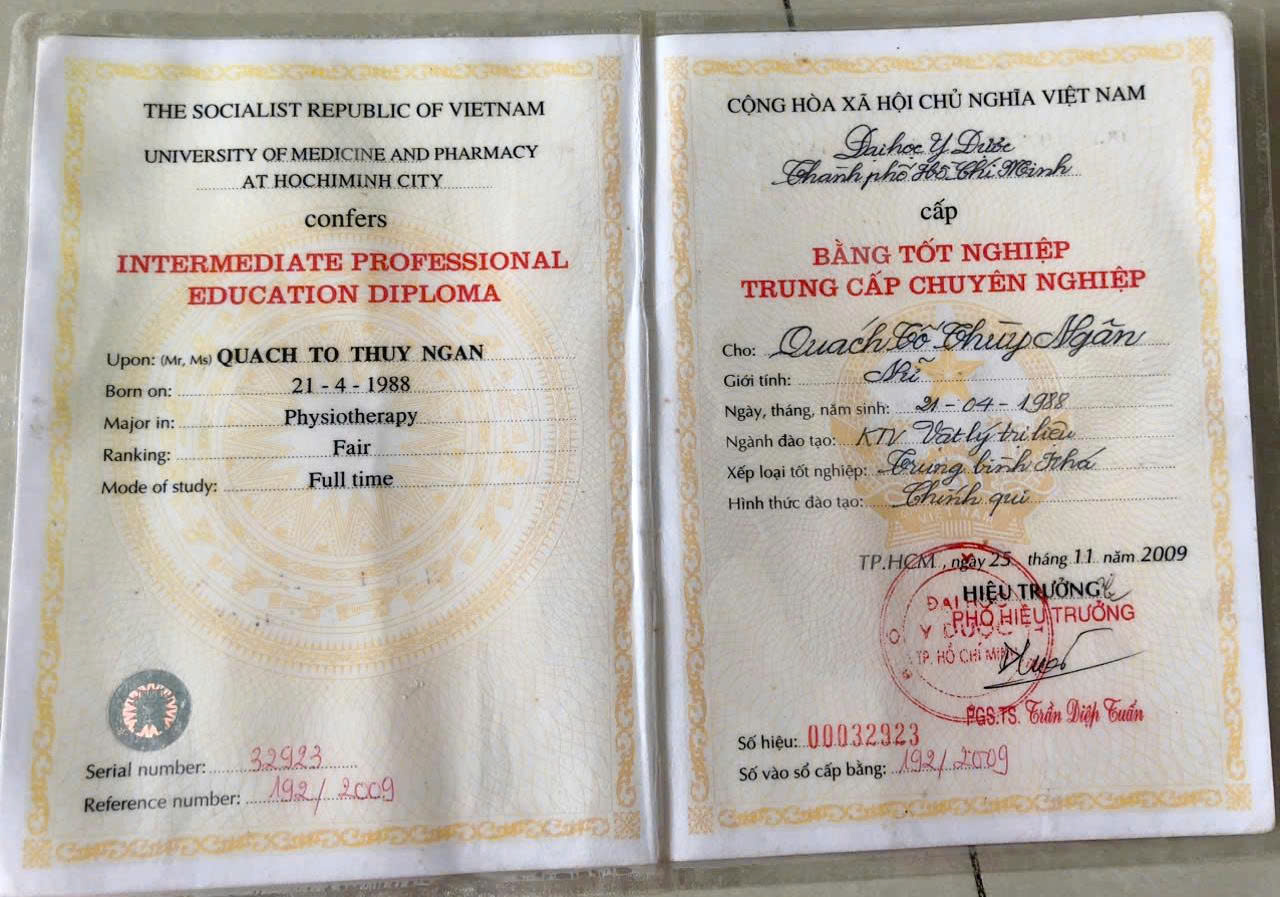 THE SOCIALIST REPUBLIC OF VIETNAM
UNIVERSITY OF MEDICINE AND PHARMACY
AT HOCHIMINH CITY
confers
INTERMEDIATE PROFESSIONAL
EDUCATION DIPLOMA
Upon: (Mr, Ms) QUACH TO THUY NGAN
Born on: 21 - 4 - 1988
Major in: Physiotherapy
Ranking: Fair
Mode of study: Full time
Serial number: 32923
Reference number: 192/2009
CỘNG HÒA XÃ HỘI CHỦ NGHĨA VIỆT NAM
Đại học Y Dược
Thành phố Hồ Chí Minh
cấp
BẰNG TỐT NGHIỆP
TRUNG CẤP CHUYÊN NGHIỆP
Cho: Quách Tố Thùy Ngân
Giới tính: Nữ
Ngày, tháng, năm sinh: 21-04-1988
Ngành đào tạo: KTV Vật lý trị liệu
Xếp loại tốt nghiệp: Trung bình Khá
Hình thức đào tạo: Chính qui
TP.HCM, ngày 25 tháng 11 năm 2009
HIỆU TRƯỞNG
PHÓ HIỆU TRƯỞNG
ĐẠI HỌC
Y DƯỢC
TP. HỒ CHÍ MINH
PGS.TS. Trần Diệp Tuấn
Số hiệu: 00032923
Số vào sổ cấp bằng: 192/2009